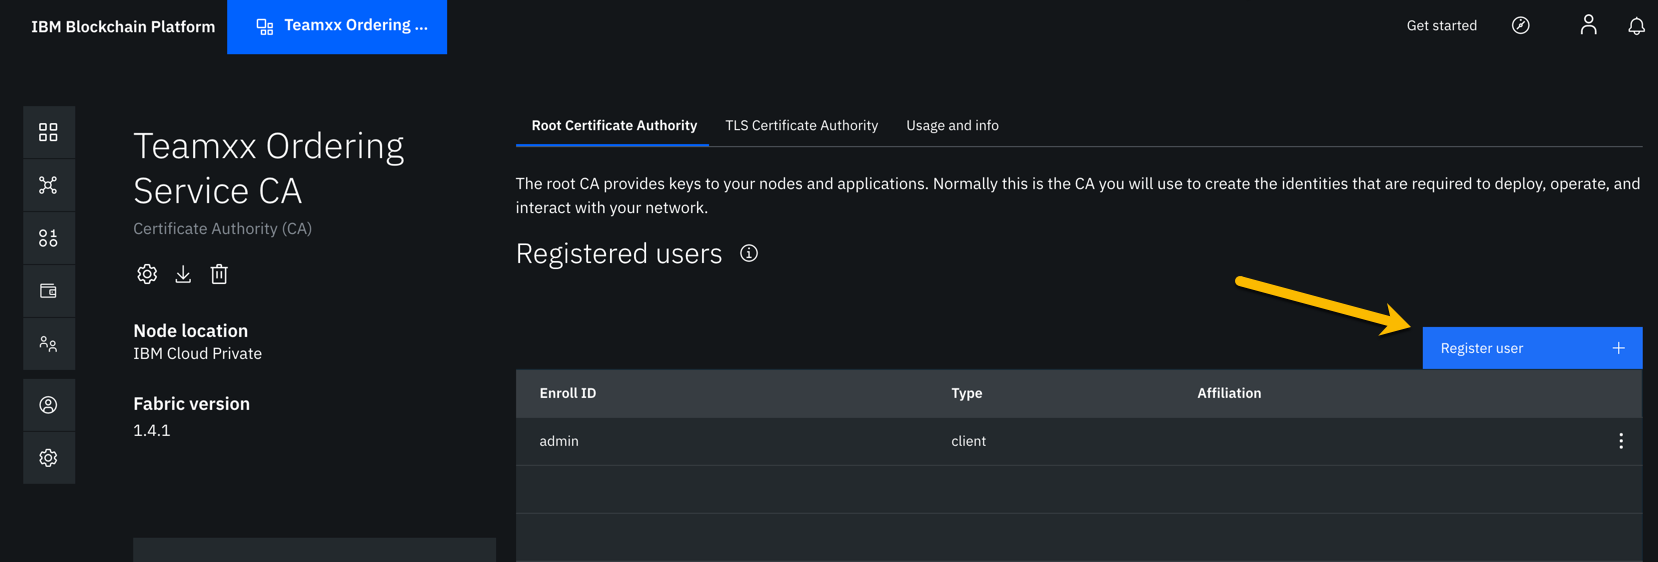 IBM Blockchain Platform
Teamxx Ordering ...
Get started
Teamxx Ordering
Service CA
Certificate Authority (CA)
Node location
IBM Cloud Private
Fabric version
1.4.1
Root Certificate Authority
TLS Certificate Authority
Usage and info
The root CA provides keys to your nodes and applications. Normally this is the CA you will use to create the identities that are required to deploy, operate, and
interact with your network.
Registered users
Register user
Enroll ID
Type
Affiliation
admin
client